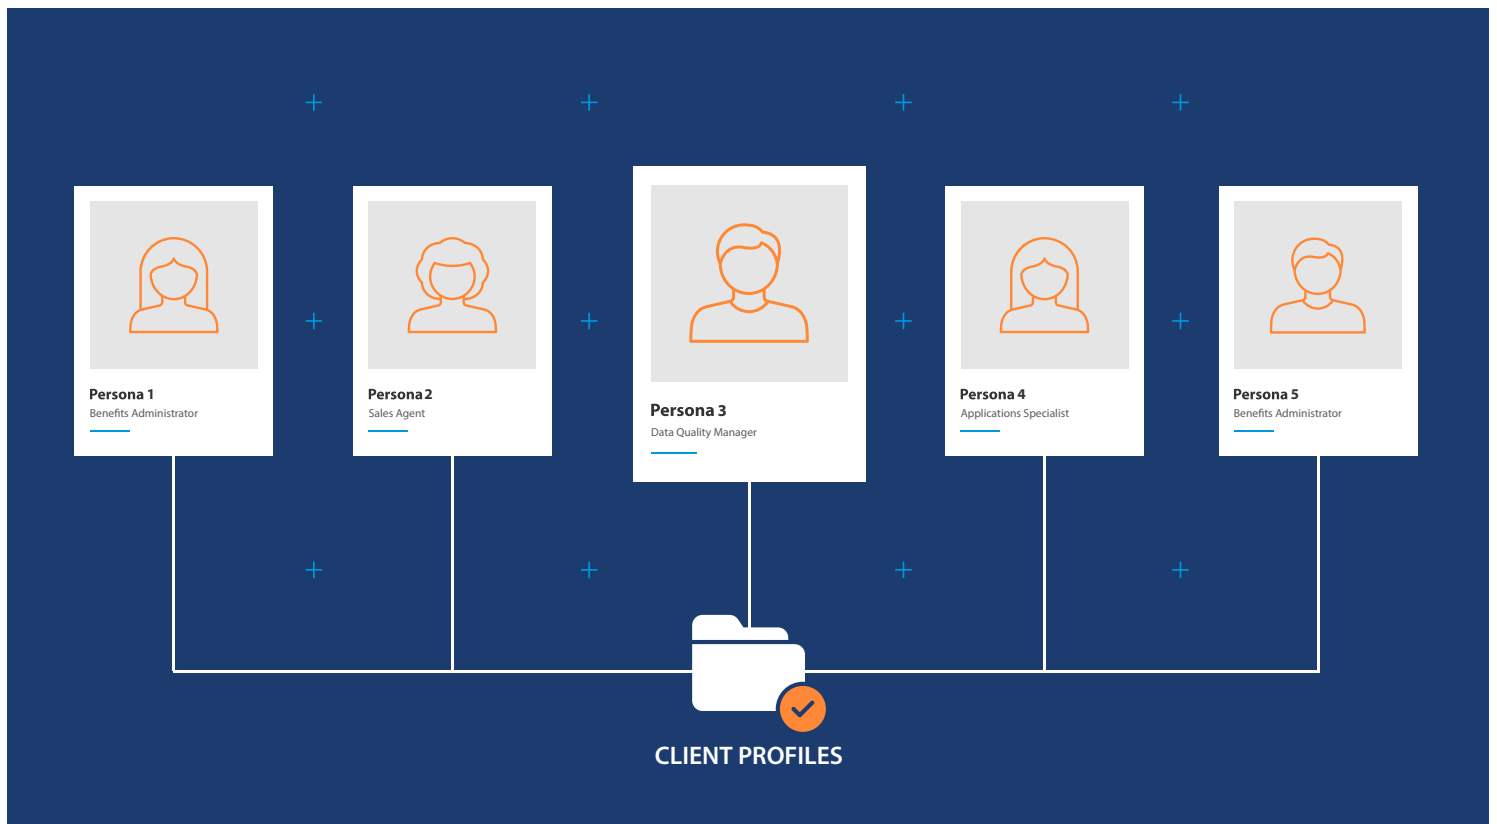 Persona 1
Benefits Administrator
Persona 2
Sales Agent
Persona 3
Data Quality Manager
Persona 4
Applications Specialist
Persona 5
Benefits Administrator
CLIENT PROFILES